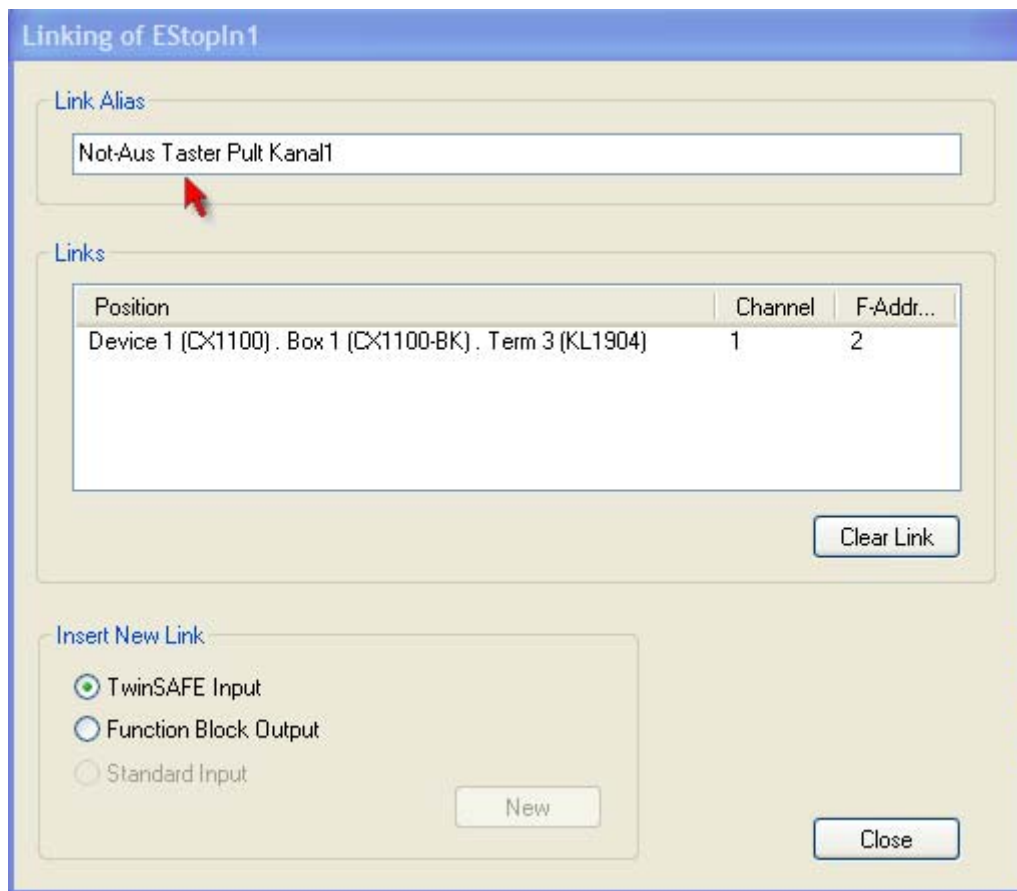 Linking of EStopIn1
Link Alias
Not-Aus Taster Pult Kanal1
Links
Position Channel F-Addr...
Device 1 (CX1100) . Box 1 (CX1100-BK) . Term 3 (KL1904) 1 2
Clear Link
Insert New Link
TwinSAFE Input
Function Block Output
Standard Input
New
Close